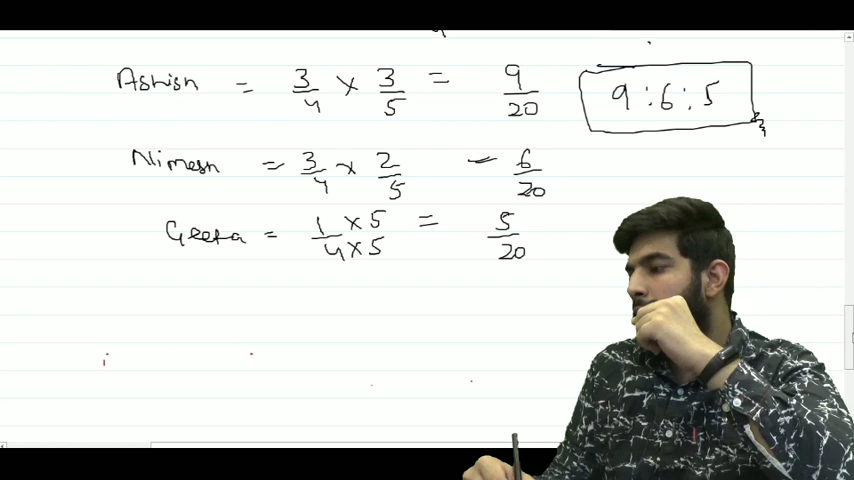 Ashish = 3/4 × 3/5 = 9/20
9:6:5
Nimesh = 3/4 × 2/5 = 6/20
Geeta = 1×5/4×5 = 5/20